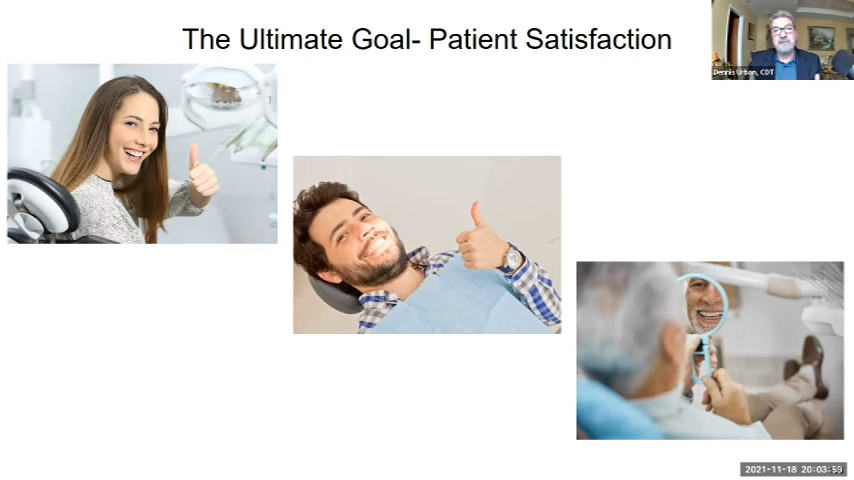 The Ultimate Goal- Patient Satisfaction
Dennis Urban, CDT
2021-11-18 20:03:59